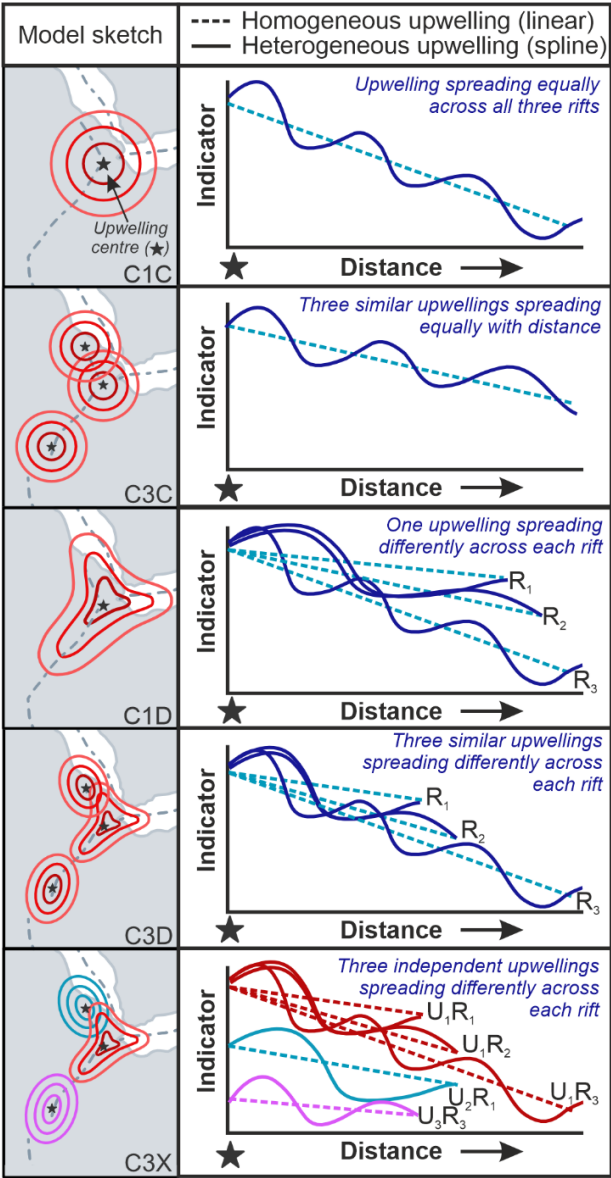 Model sketch
Homogeneous upwelling (linear)
Heterogeneous upwelling (spline)
Upwelling
centre (★)
C1C
Upwelling spreading equally
across all three rifts
Indicator
Distance
C3C
Three similar upwellings spreading
equally with distance
Indicator
Distance
C1D
One upwelling spreading
differently across each rift
R₁
R₂
R₃
Indicator
Distance
C3D
Three similar upwellings
spreading differently across
each rift
R₁
R₂
R₃
Indicator
Distance
C3X
Three independent upwellings
spreading differently across
each rift
U₁R₁
U₁R₂
U₂R₁
U₁R₃
U₃R₃
Indicator
Distance